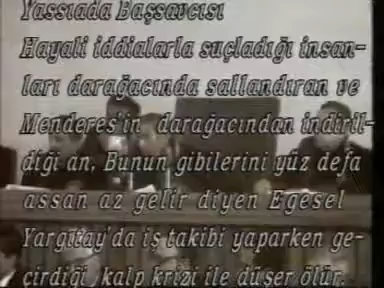 Yassıada Başsavcısı
Hayali iddialarla suçladığı insan-
ları darağacında sallandıran ve
Menderes'in darağacından indiril-
diği an, Bunun gibilerini yüz defa
assan az gelir diyen Egesel
Yargıtay'da iş takibi yaparken ge-
çirdiği kalp krizi ile düşer ölür.